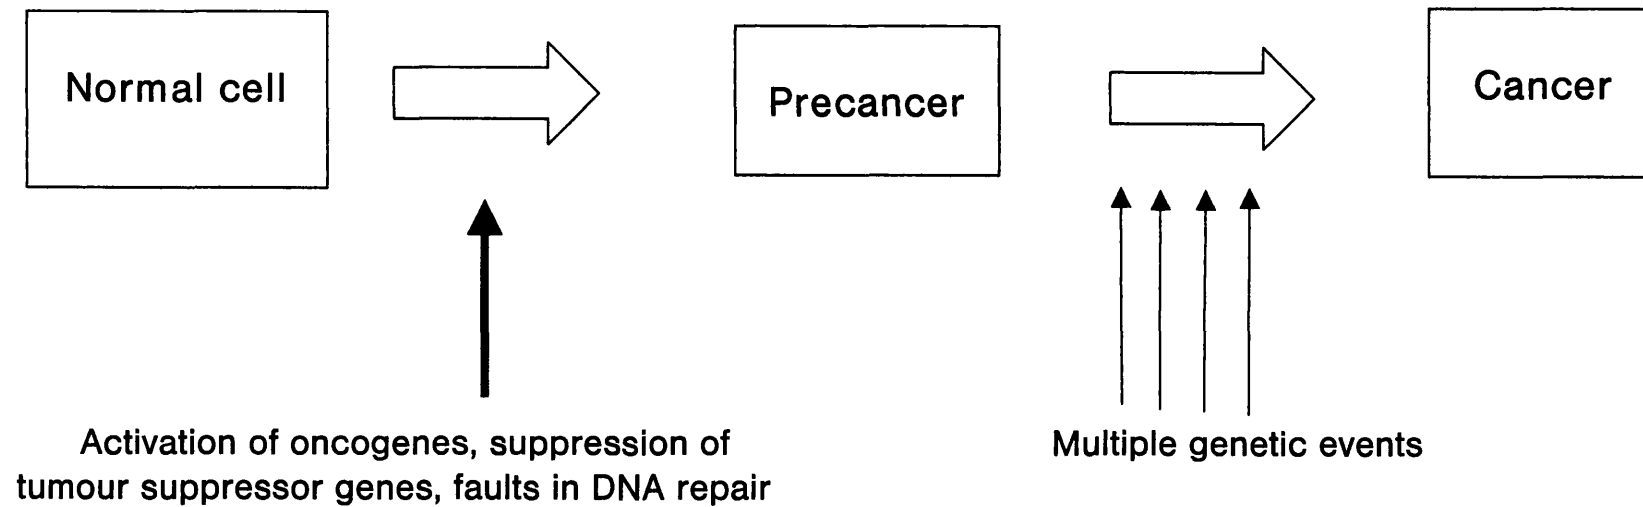 Normal cell
Precancer
Cancer
Activation of oncogenes, suppression of
tumour suppressor genes, faults in DNA repair
Multiple genetic events